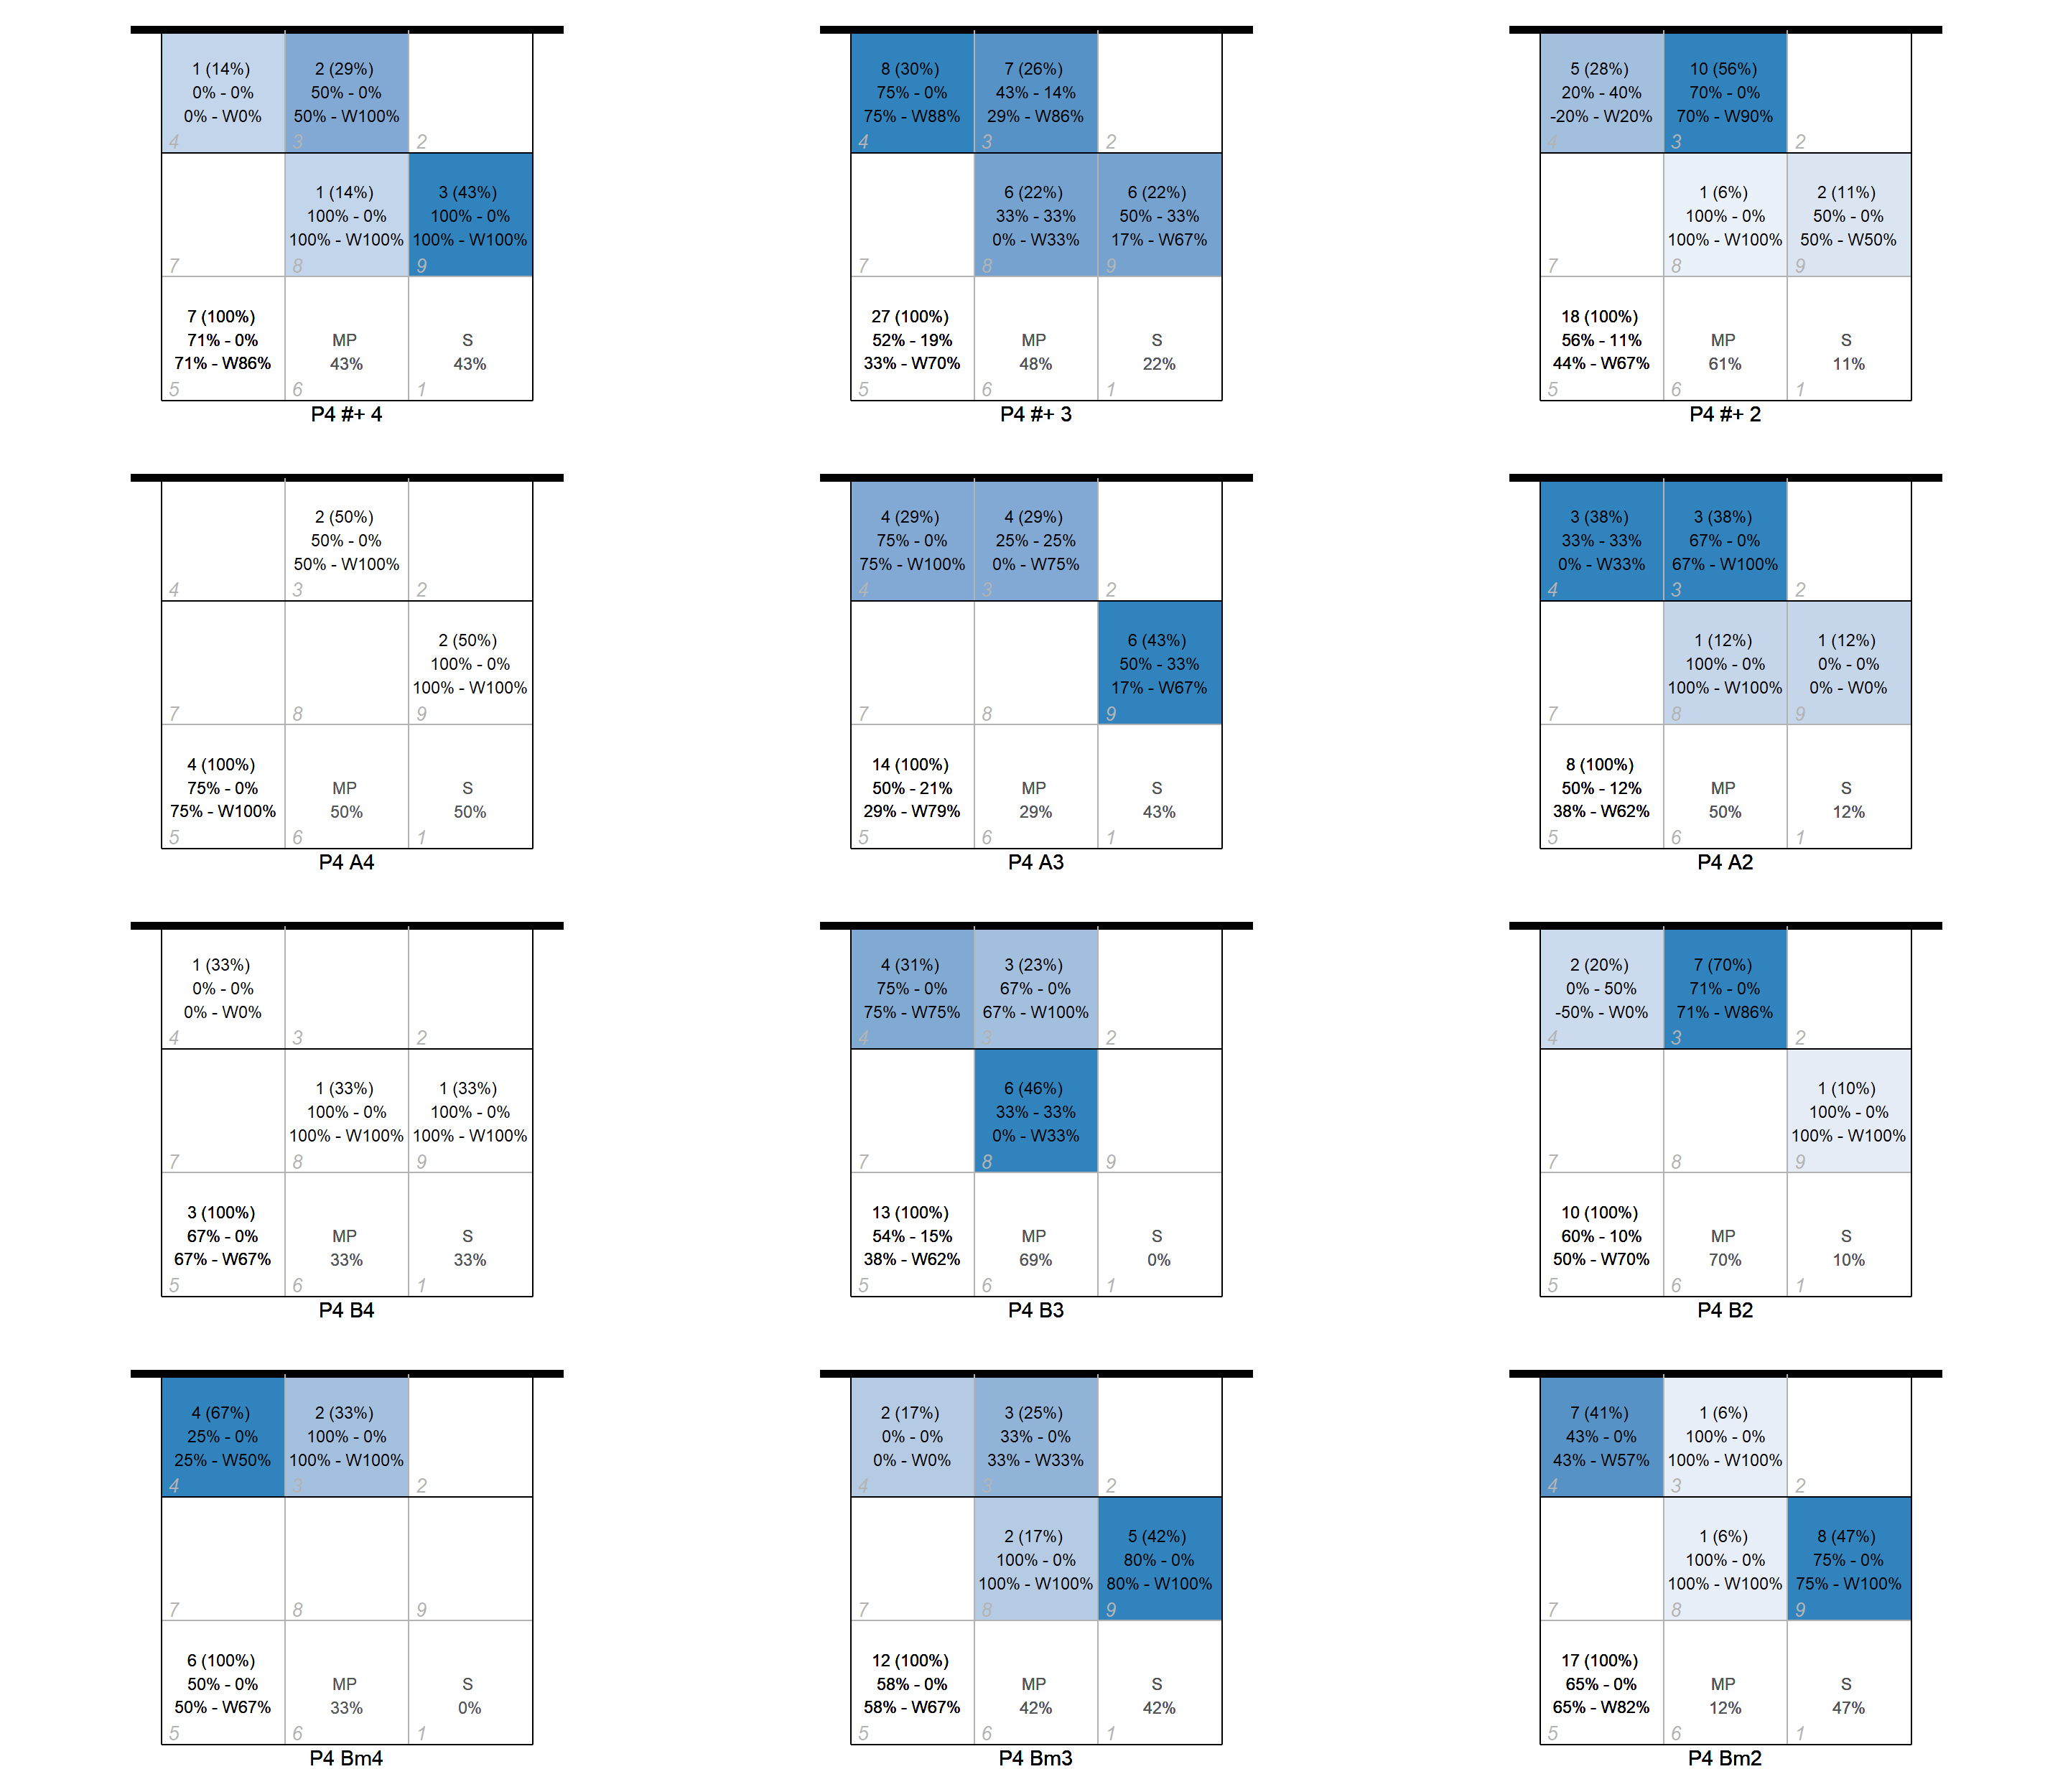 1 (14%)
0% - 0%
0% - W0%
4
2 (29%)
50% - 0%
50% - W100%
3
2
7
1 (14%)
100% - 0%
100% - W100%
8
3 (43%)
100% - 0%
100% - W100%
9
7 (100%)
71% - 0%
71% - W86%
5
MP
43%
6
S
43%
1
P4 #+ 4
8 (30%)
75% - 0%
75% - W88%
4
7 (26%)
43% - 14%
29% - W86%
3
2
7
6 (22%)
33% - 33%
0% - W33%
8
6 (22%)
50% - 33%
17% - W67%
9
27 (100%)
52% - 19%
33% - W70%
5
MP
48%
6
S
22%
1
P4 #+ 3
5 (28%)
20% - 40%
-20% - W20%
4
10 (56%)
70% - 0%
70% - W90%
3
2
7
1 (6%)
100% - 0%
100% - W100%
8
2 (11%)
50% - 0%
50% - W50%
9
18 (100%)
56% - 11%
44% - W67%
5
MP
61%
6
S
11%
1
P4 #+ 2
4
2 (50%)
50% - 0%
50% - W100%
3
2
7
8
2 (50%)
100% - 0%
100% - W100%
9
4 (100%)
75% - 0%
75% - W100%
5
MP
50%
6
S
50%
1
P4 A4
4 (29%)
75% - 0%
75% - W100%
4
4 (29%)
25% - 25%
0% - W75%
3
2
7
8
6 (43%)
50% - 33%
17% - W67%
9
14 (100%)
50% - 21%
29% - W79%
5
MP
29%
6
S
43%
1
P4 A3
3 (38%)
33% - 33%
0% - W33%
4
3 (38%)
67% - 0%
67% - W100%
3
2
7
1 (12%)
100% - 0%
100% - W100%
8
1 (12%)
0% - 0%
0% - W0%
9
8 (100%)
50% - 12%
38% - W62%
5
MP
50%
6
S
12%
1
P4 A2
1 (33%)
0% - 0%
0% - W0%
4
3
2
7
1 (33%)
100% - 0%
100% - W100%
8
1 (33%)
100% - 0%
100% - W100%
9
3 (100%)
67% - 0%
67% - W67%
5
MP
33%
6
S
33%
1
P4 B4
4 (31%)
75% - 0%
75% - W75%
4
3 (23%)
67% - 0%
67% - W100%
3
2
7
6 (46%)
33% - 33%
0% - W33%
8
9
13 (100%)
54% - 15%
38% - W62%
5
MP
69%
6
S
0%
1
P4 B3
2 (20%)
0% - 50%
-50% - W0%
4
7 (70%)
71% - 0%
71% - W86%
3
2
7
8
1 (10%)
100% - 0%
100% - W100%
9
10 (100%)
60% - 10%
50% - W70%
5
MP
70%
6
S
10%
1
P4 B2
4 (67%)
25% - 0%
25% - W50%
4
2 (33%)
100% - 0%
100% - W100%
3
2
7
8
9
6 (100%)
50% - 0%
50% - W67%
5
MP
33%
6
S
0%
1
P4 Bm4
2 (17%)
0% - 0%
0% - W0%
4
3 (25%)
33% - 0%
33% - W33%
3
2
7
2 (17%)
100% - 0%
100% - W100%
8
5 (42%)
80% - 0%
80% - W100%
9
12 (100%)
58% - 0%
58% - W67%
5
MP
42%
6
S
42%
1
P4 Bm3
7 (41%)
43% - 0%
43% - W57%
4
1 (6%)
100% - 0%
100% - W100%
3
2
7
1 (6%)
100% - 0%
100% - W100%
8
8 (47%)
75% - 0%
75% - W100%
9
17 (100%)
65% - 0%
65% - W82%
5
MP
12%
6
S
47%
1
P4 Bm2